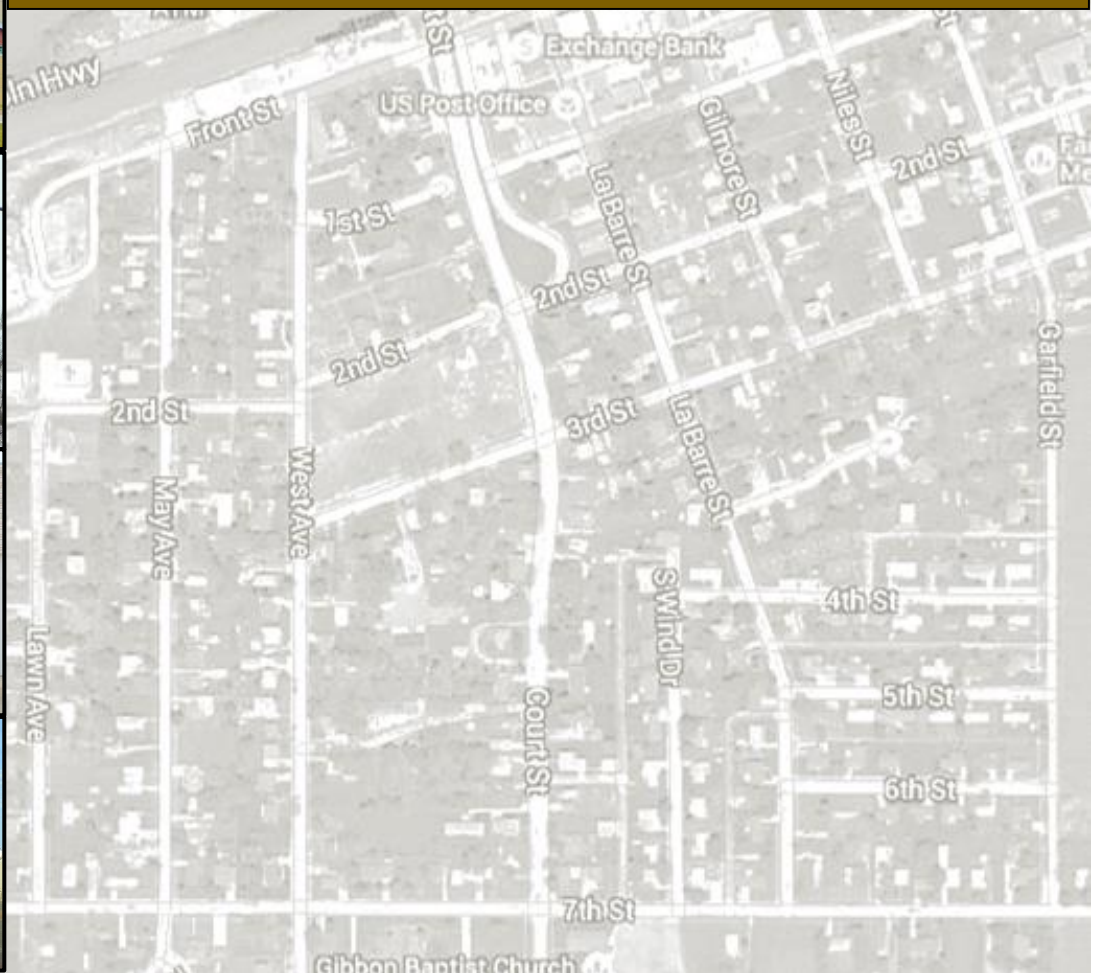 ln Hwy
Exchange Bank
US Post Office
Front St
Niles St
Gilmore St
2nd St
La Barre St
1st St
2nd St
2nd St
2nd St
3rd St
La Barre St
Garfield St
West Ave
May Ave
4th St
S Wind Dr
Lawn Ave
5th St
Court St
6th St
7th St
Gibbon Baptist Church